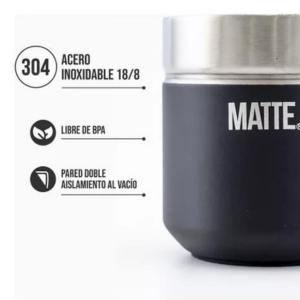 304
ACERO
INOXIDABLE 18/8
MATTE®
LIBRE DE BPA
PARED DOBLE
AISLAMIENTO AL VACÍO